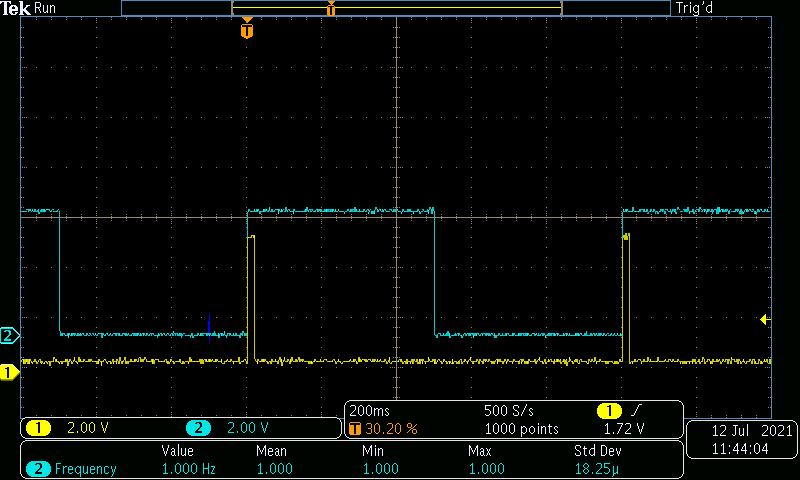 Tek Run Trig'd
T
T
2
1
1 2.00 V 2 2.00 V
200ms 500 S/s 1
T 30.20 % 1000 points 1.72 V
12 Jul 2021
11:44:04
Value Mean Min Max Std Dev
2 Frequency 1.000 Hz 1.000 1.000 1.000 18.25µ